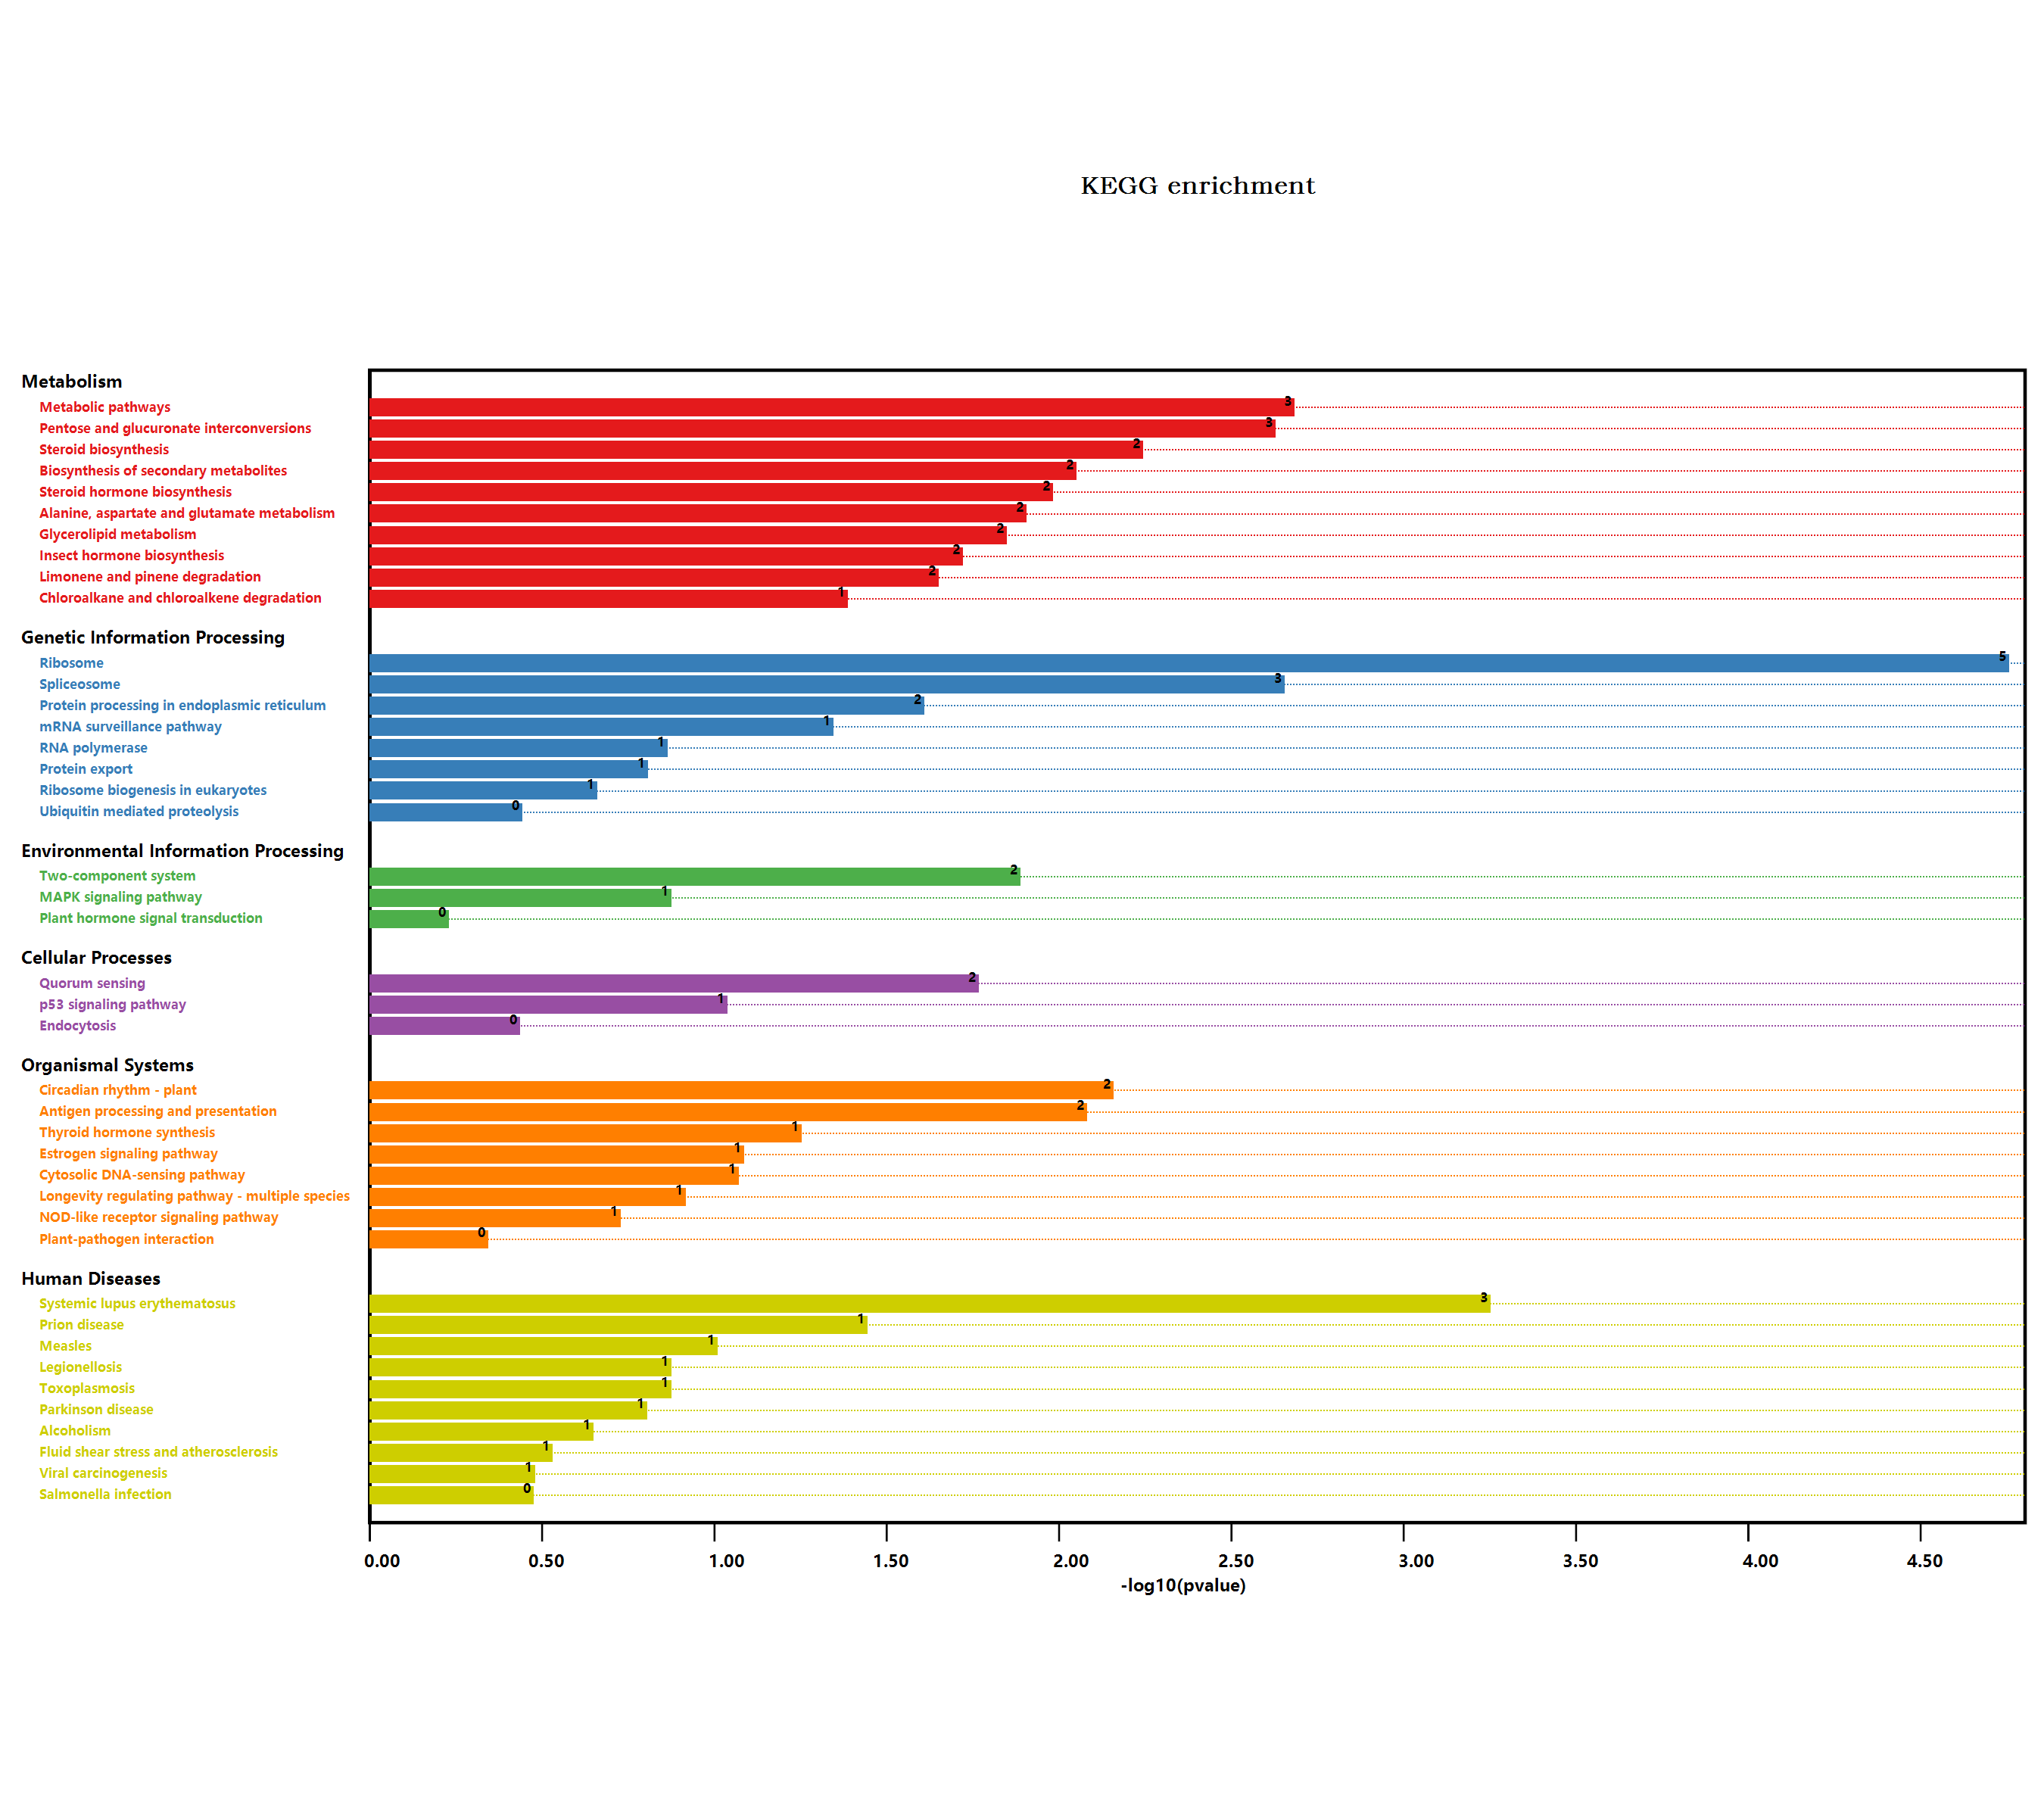 KEGG enrichment
Metabolism
Metabolic pathways 3
Pentose and glucuronate interconversions 3
Steroid biosynthesis 2
Biosynthesis of secondary metabolites 2
Steroid hormone biosynthesis 2
Alanine, aspartate and glutamate metabolism 2
Glycerolipid metabolism 2
Insect hormone biosynthesis 2
Limonene and pinene degradation 2
Chloroalkane and chloroalkene degradation 1
Genetic Information Processing
Ribosome 5
Spliceosome 3
Protein processing in endoplasmic reticulum 2
mRNA surveillance pathway 1
RNA polymerase 1
Protein export 1
Ribosome biogenesis in eukaryotes 1
Ubiquitin mediated proteolysis 0
Environmental Information Processing
Two-component system 2
MAPK signaling pathway 1
Plant hormone signal transduction 0
Cellular Processes
Quorum sensing 2
p53 signaling pathway 1
Endocytosis 0
Organismal Systems
Circadian rhythm - plant 2
Antigen processing and presentation 2
Thyroid hormone synthesis 1
Estrogen signaling pathway 1
Cytosolic DNA-sensing pathway 1
Longevity regulating pathway - multiple species 1
NOD-like receptor signaling pathway 1
Plant-pathogen interaction 0
Human Diseases
Systemic lupus erythematosus 3
Prion disease 1
Measles 1
Legionellosis 1
Toxoplasmosis 1
Parkinson disease 1
Alcoholism 1
Fluid shear stress and atherosclerosis 1
Viral carcinogenesis 1
Salmonella infection 0
0.00 0.50 1.00 1.50 2.00 2.50 3.00 3.50 4.00 4.50
-log10(pvalue)